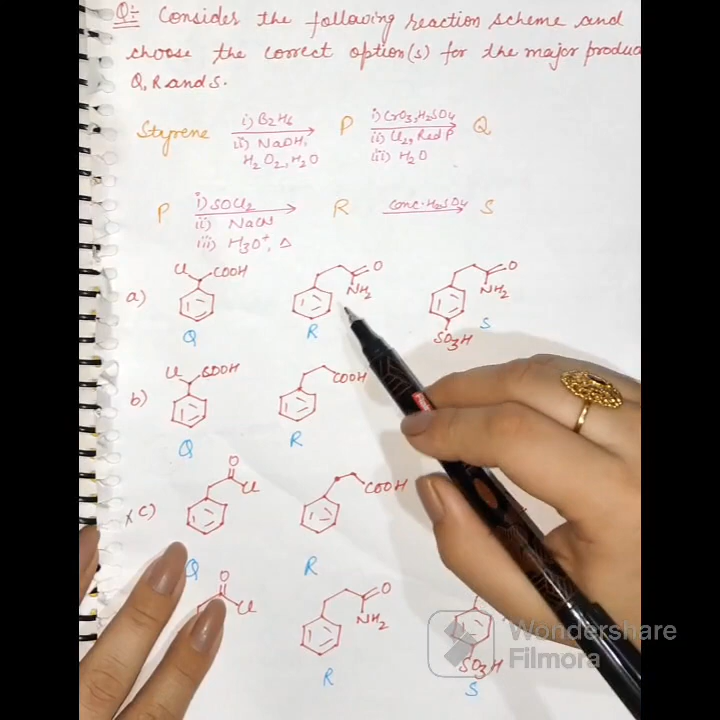 Q:- Consider the following reaction scheme and
choose the correct option(s) for the major produc
Q, R and S.
Styrene i) B2H6 ii) NaOH, H2O2, H2O P i) CrO3, H2SO4 ii) Cl2, Red P iii) H2O Q
P i) SOCl2 ii) NaCN iii) H3O+, Δ R conc. H2SO4 S
a) Cl COOH Q O NH2 R O NH2 SO3H S
b) Cl COOH Q COOH R
x c) O Cl Q COOH R
O Cl O NH2 R SO3H S
Wondershare
Filmora